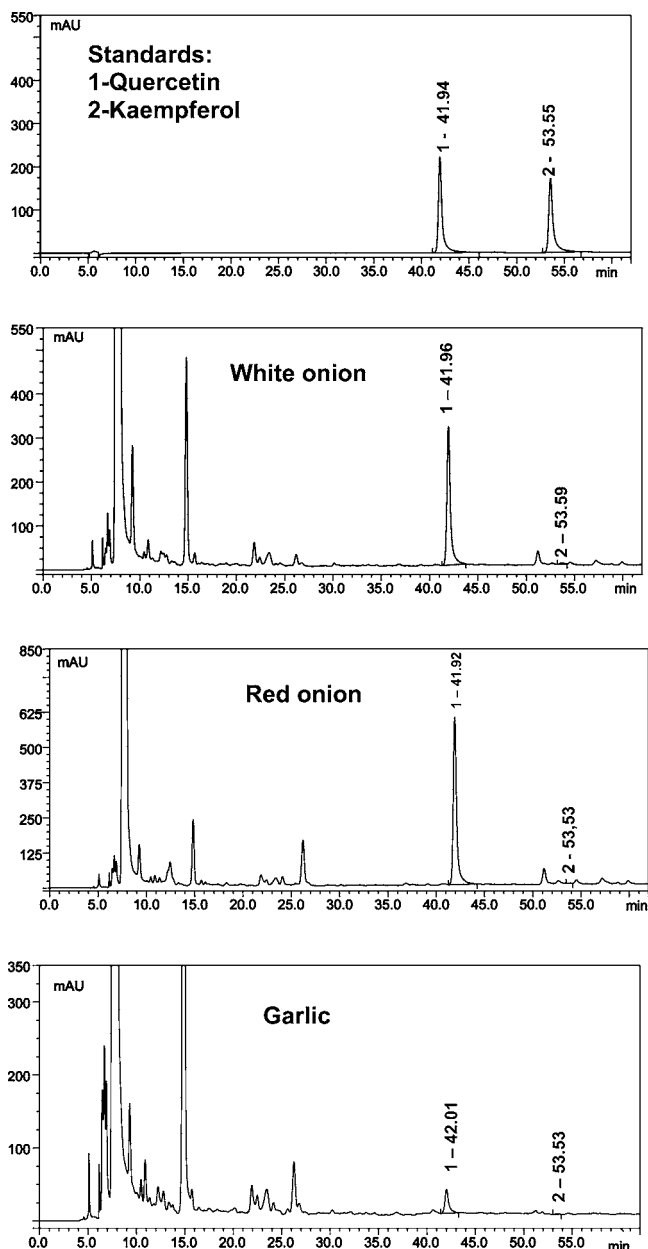 550
mAU
Standards:
1-Quercetin
2-Kaempferol
400
300
200
100
1 - 41.94
2 - 53.55
0.0 5.0 10.0 15.0 20.0 25.0 30.0 35.0 40.0 45.0 50.0 55.0 min
550
mAU
White onion
400
300
200
100
1 – 41.96
2 – 53.59
0.0 5.0 10.0 15.0 20.0 25.0 30.0 35.0 40.0 45.0 50.0 55.0 min
850
mAU
Red onion
625
500
375
250
125
1 – 41.92
2 - 53,53
0.0 5.0 10.0 15.0 20.0 25.0 30.0 35.0 40.0 45.0 50.0 55.0 min
350
mAU
Garlic
300
200
100
1 – 42.01
2 – 53.53
0.0 5.0 10.0 15.0 20.0 25.0 30.0 35.0 40.0 45.0 50.0 55.0 min